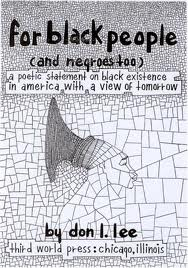 for black people
(and negroes too)
a poetic statement on black existence
in america with a view of tomorrow
by don l. lee
third world press: chicago, illinois